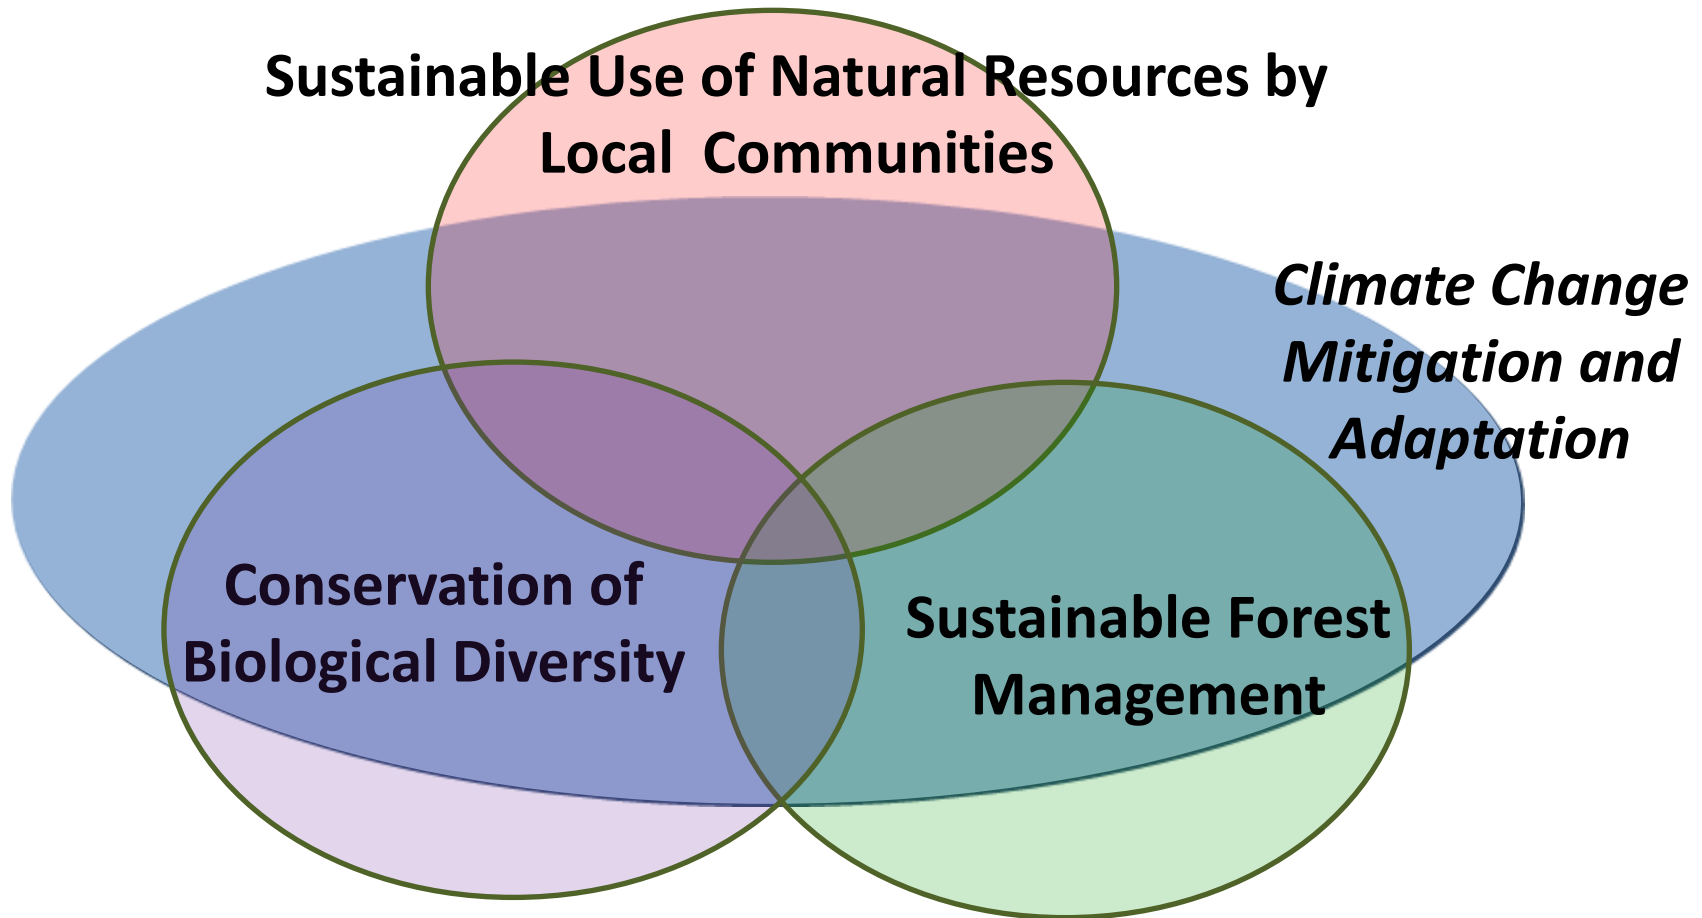 Sustainable Use of Natural Resources by
Local  Communities
Climate Change
Mitigation and
Adaptation
Conservation of
Biological Diversity
Sustainable Forest
Management